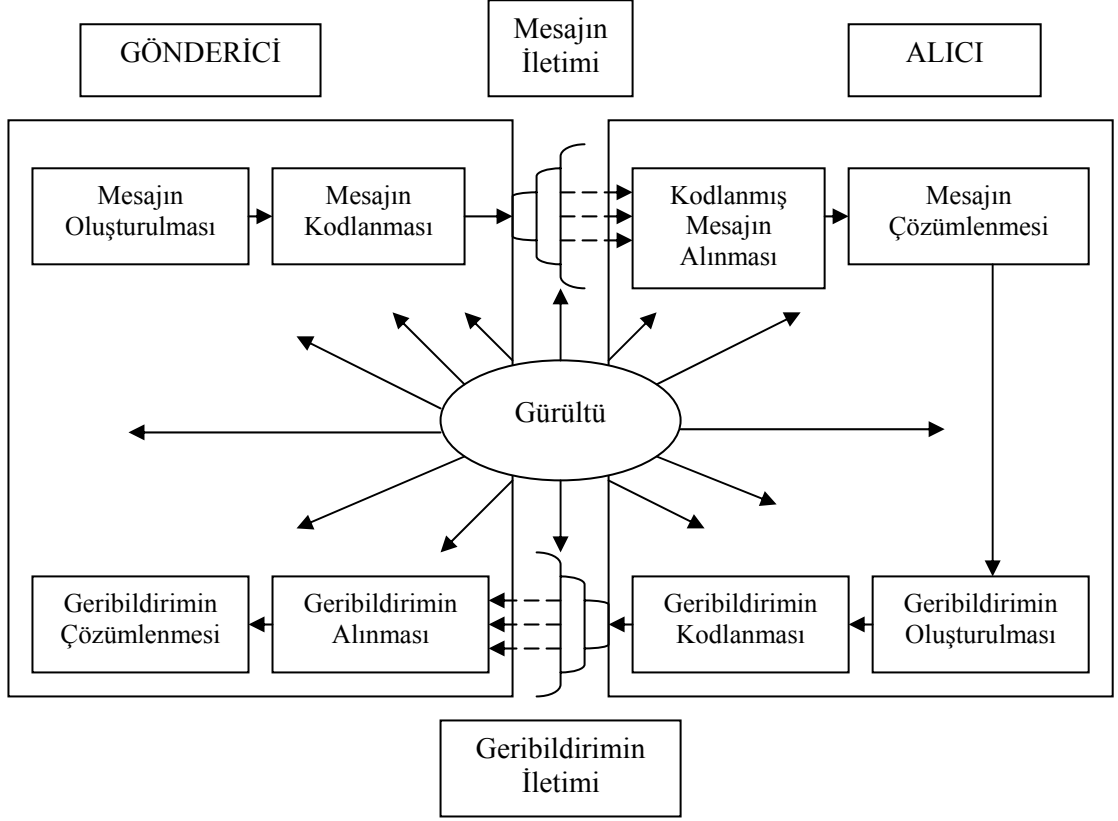 GÖNDERİCİ
Mesajın
İletimi
ALICI
Mesajın
Oluşturulması
Mesajın
Kodlanması
Kodlanmış
Mesajın
Alınması
Mesajın
Çözümlenmesi
Gürültü
Geribildirimin
Çözümlenmesi
Geribildirimin
Alınması
Geribildirimin
Kodlanması
Geribildirimin
Oluşturulması
Geribildirimin
İletimi